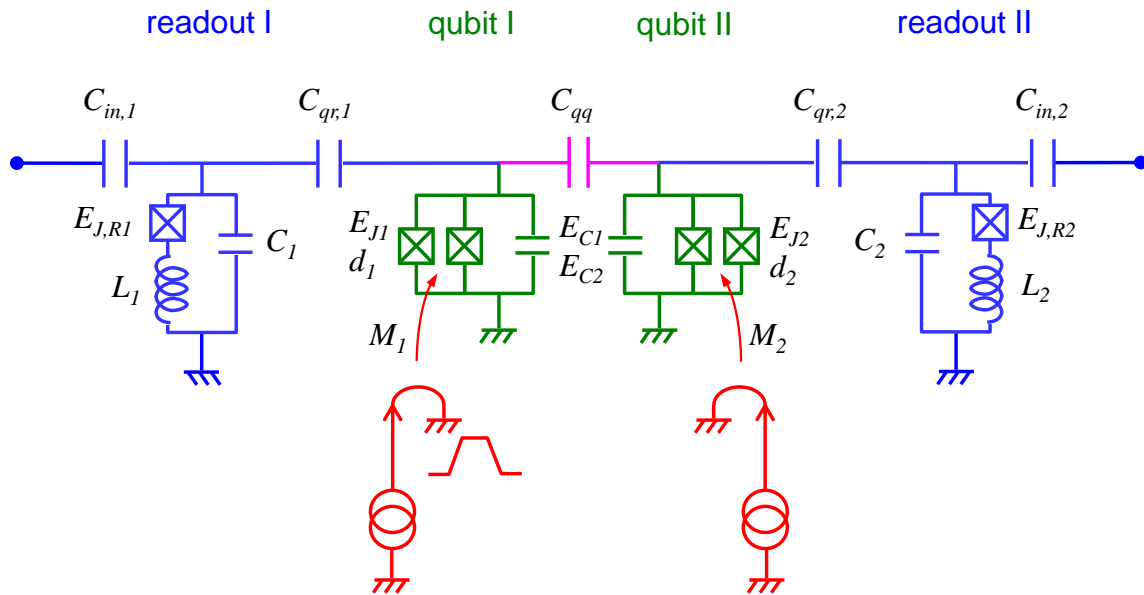 readout I
qubit I
qubit II
readout II
C_{in,1}
C_{qr,1}
C_{qq}
C_{qr,2}
C_{in,2}
E_{J,R1}
L_1
C_1
E_{J1}
d_1
E_{C1}
E_{C2}
E_{J2}
d_2
C_2
E_{J,R2}
L_2
M_1
M_2